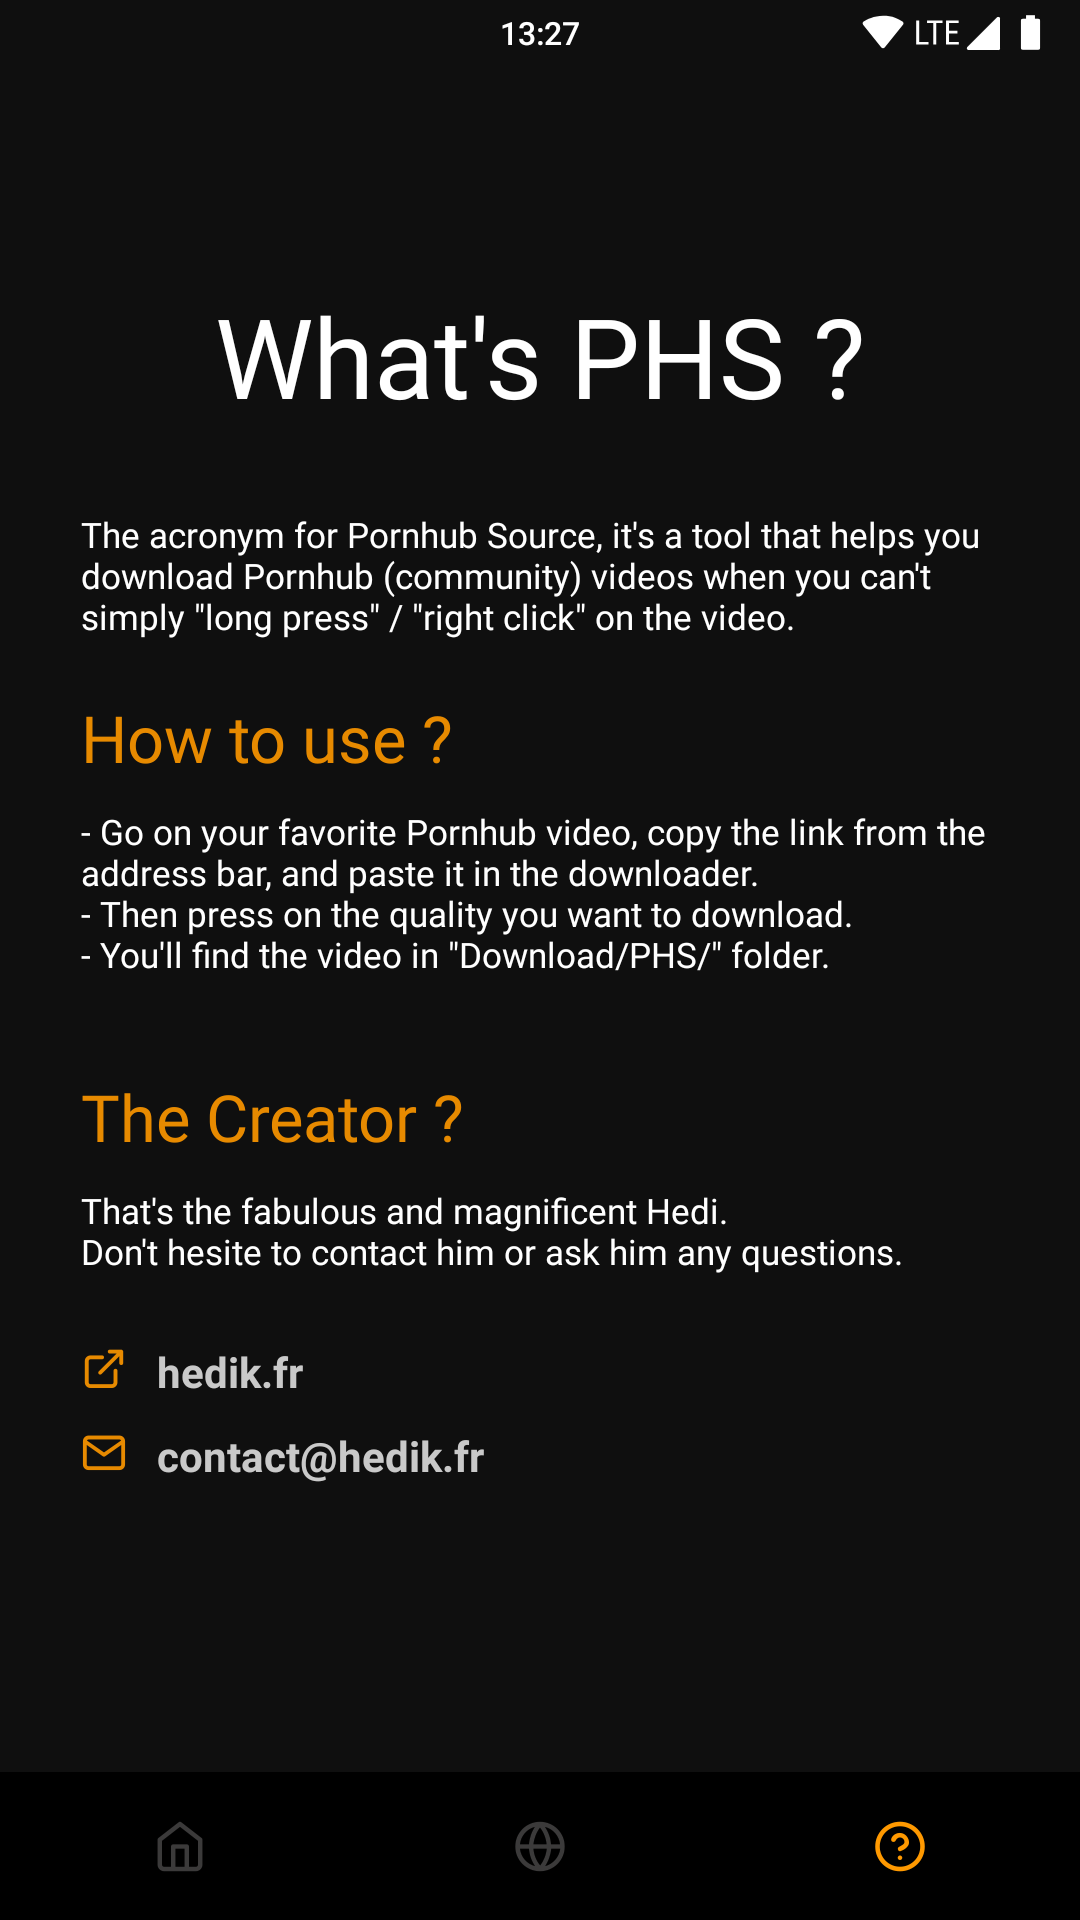 13:27
LTE
What's PHS ?
The acronym for Pornhub Source, it's a tool that helps you
download Pornhub (community) videos when you can't
simply "long press" / "right click" on the video.
How to use ?
- Go on your favorite Pornhub video, copy the link from the
address bar, and paste it in the downloader.
- Then press on the quality you want to download.
- You'll find the video in "Download/PHS/" folder.
The Creator ?
That's the fabulous and magnificent Hedi.
Don't hesite to contact him or ask him any questions.
hedik.fr
contact@hedik.fr